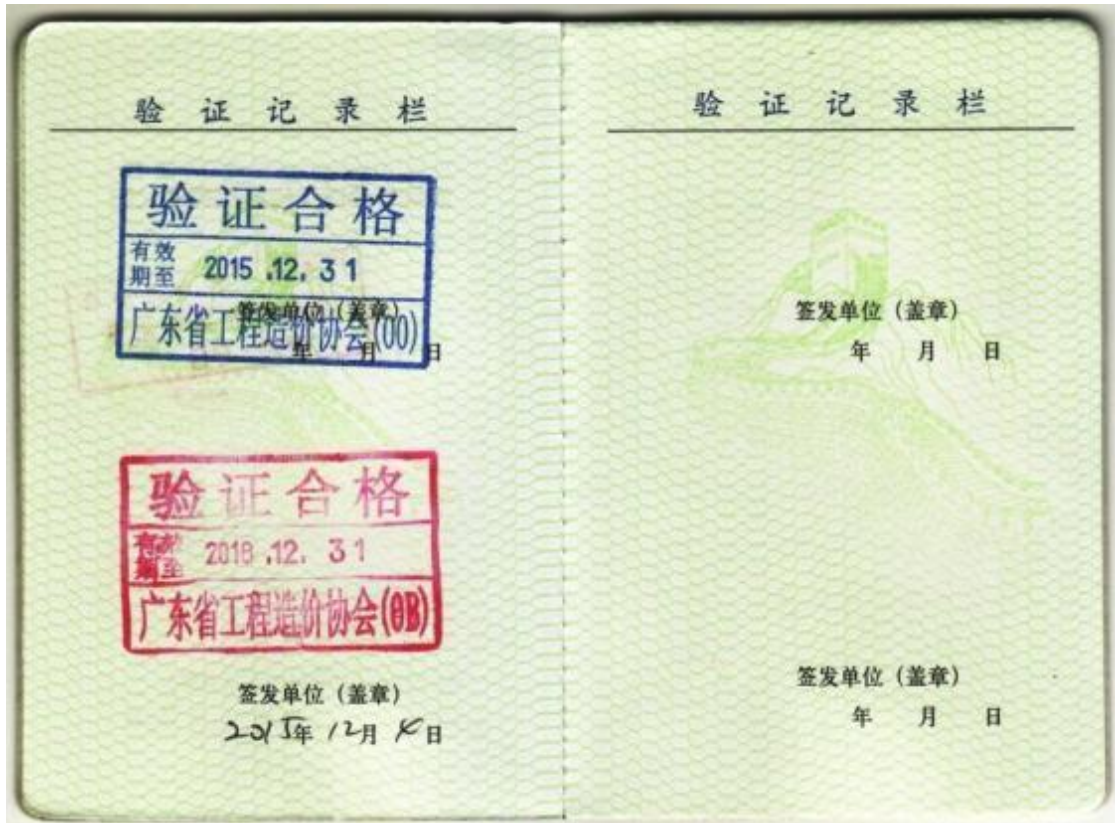 验证记录栏
验证合格
有效
期至 2015.12.31
签发单位（盖章）
广东省工程造价协会(00)
年 月 日
验证合格
有效
期至 2018.12.31
广东省工程造价协会(0B)
签发单位（盖章）
2015年12月4日
验证记录栏
签发单位（盖章）
年 月 日
签发单位（盖章）
年 月 日